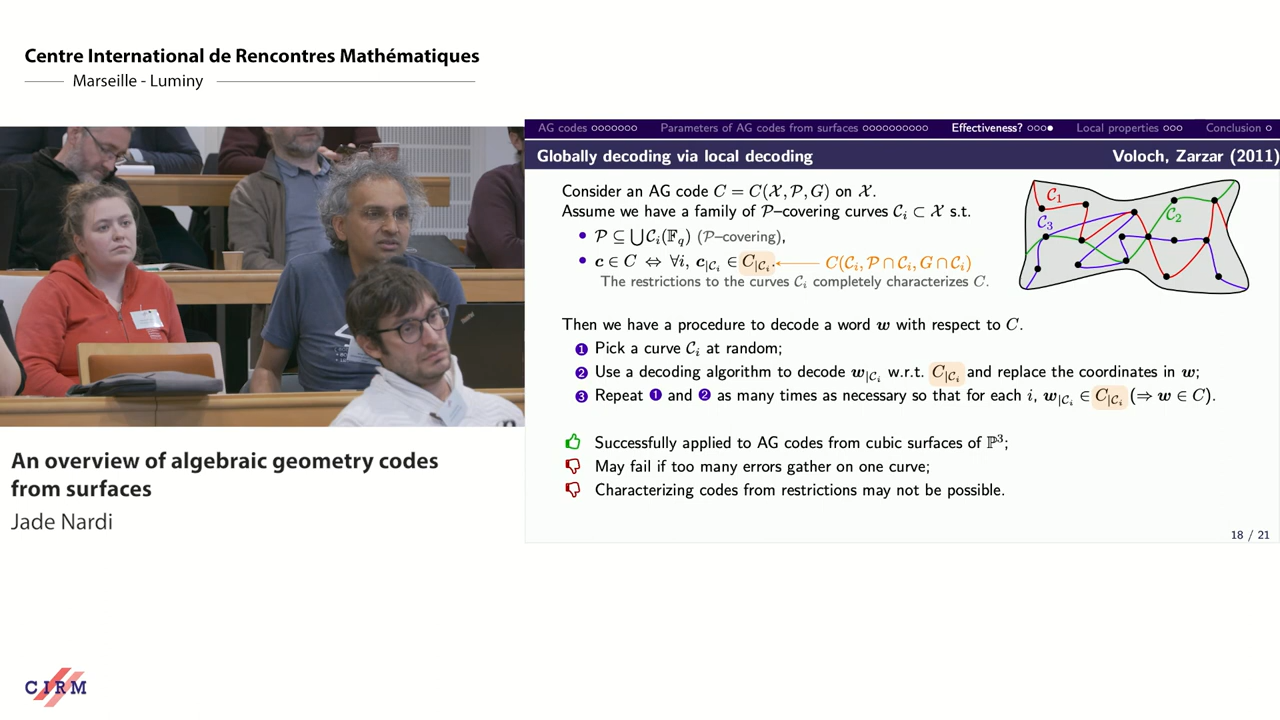 Centre International de Rencontres Mathématiques
Marseille - Luminy
AG codes ○○○○○○○ Parameters of AG codes from surfaces ○○○○○○○○○○ Effectiveness? ○○○● Local properties ○○○ Conclusion ○
Globally decoding via local decoding Voloch, Zarzar (2011)
Consider an AG code C = C(𝒳, 𝒫, G) on 𝒳.
Assume we have a family of 𝒫–covering curves 𝒞ᵢ ⊂ 𝒳 s.t.
• 𝒫 ⊆ ⋃ 𝒞ᵢ(𝔽_q) (𝒫–covering),
• c ∈ C ⇔ ∀i, c_{|𝒞ᵢ} ∈ C_{|𝒞ᵢ}. ⟵ C(𝒞ᵢ, 𝒫 ∩ 𝒞ᵢ, G ∩ 𝒞ᵢ)
The restrictions to the curves 𝒞ᵢ completely characterizes C.
𝒞₁
𝒞₂
𝒞₃
Then we have a procedure to decode a word w with respect to C.
1 Pick a curve 𝒞ᵢ at random;
2 Use a decoding algorithm to decode w_{|𝒞ᵢ} w.r.t. C_{|𝒞ᵢ} and replace the coordinates in w;
3 Repeat 1 and 2 as many times as necessary so that for each i, w_{|𝒞ᵢ} ∈ C_{|𝒞ᵢ} (⇒ w ∈ C).
Successfully applied to AG codes from cubic surfaces of ℙ³;
May fail if too many errors gather on one curve;
Characterizing codes from restrictions may not be possible.
18 / 21
An overview of algebraic geometry codes
from surfaces
Jade Nardi
CIRM